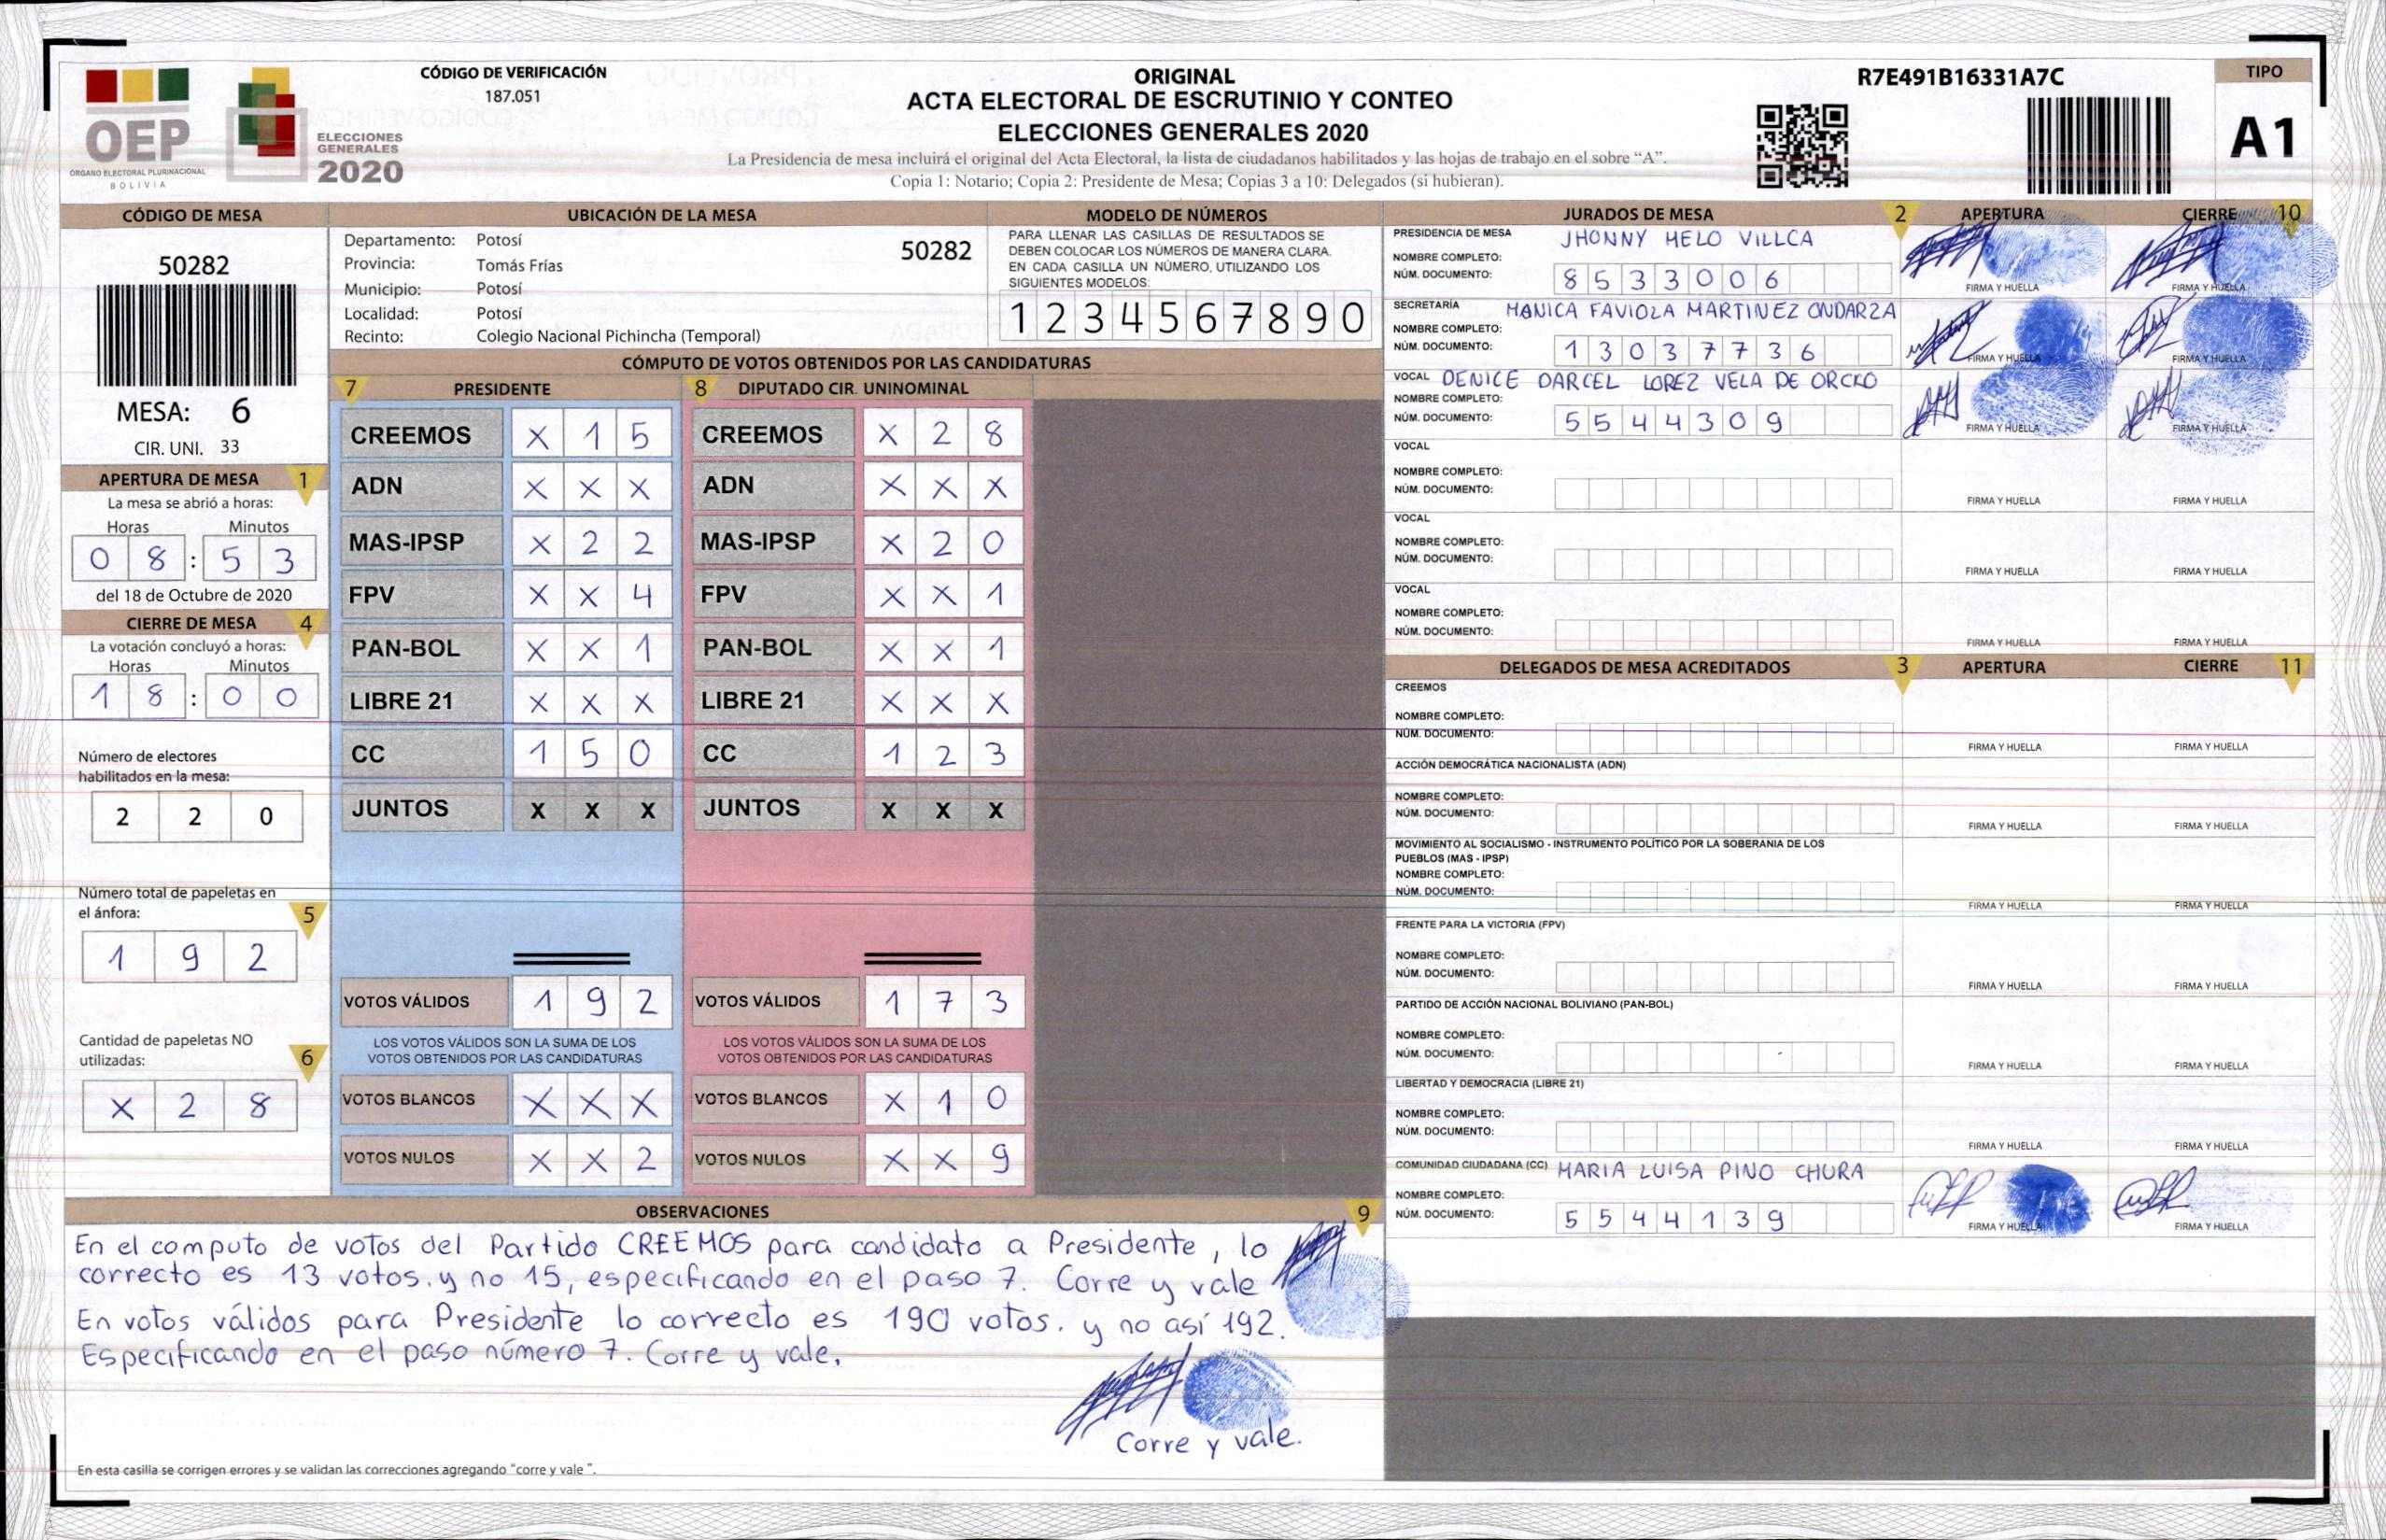 OEP
ÓRGANO ELECTORAL PLURINACIONAL
BOLIVIA
ELECCIONES
GENERALES
2020
CÓDIGO DE VERIFICACIÓN
187.051
ORIGINAL
ACTA ELECTORAL DE ESCRUTINIO Y CONTEO
ELECCIONES GENERALES 2020
La Presidencia de mesa incluirá el original del Acta Electoral, la lista de ciudadanos habilitados y las hojas de trabajo en el sobre “A”.
Copia 1: Notario; Copia 2: Presidente de Mesa; Copias 3 a 10: Delegados (si hubieran).
R7E491B16331A7C
TIPO
A1
CÓDIGO DE MESA
50282
MESA: 6
CIR. UNI. 33
APERTURA DE MESA 1
La mesa se abrió a horas:
Horas Minutos
0 8 : 5 3
del 18 de Octubre de 2020
CIERRE DE MESA 4
La votación concluyó a horas:
Horas Minutos
1 8 : 0 0
Número de electores
habilitados en la mesa:
2 2 0
Número total de papeletas en
el ánfora: 5
1 9 2
Cantidad de papeletas NO
utilizadas: 6
X 2 8
UBICACIÓN DE LA MESA
Departamento: Potosí 50282
Provincia: Tomás Frías
Municipio: Potosí
Localidad: Potosí
Recinto: Colegio Nacional Pichincha (Temporal)
MODELO DE NÚMEROS
PARA LLENAR LAS CASILLAS DE RESULTADOS SE
DEBEN COLOCAR LOS NÚMEROS DE MANERA CLARA.
EN CADA CASILLA UN NÚMERO, UTILIZANDO LOS
SIGUIENTES MODELOS:
1 2 3 4 5 6 7 8 9 0
CÓMPUTO DE VOTOS OBTENIDOS POR LAS CANDIDATURAS
7 PRESIDENTE
CREEMOS X 1 5
ADN X X X
MAS-IPSP X 2 2
FPV X X 4
PAN-BOL X X 1
LIBRE 21 X X X
CC 1 5 0
JUNTOS X X X
VOTOS VÁLIDOS 1 9 2
LOS VOTOS VÁLIDOS SON LA SUMA DE LOS
VOTOS OBTENIDOS POR LAS CANDIDATURAS
VOTOS BLANCOS X X X
VOTOS NULOS X X 2
8 DIPUTADO CIR. UNINOMINAL
CREEMOS X 2 8
ADN X X X
MAS-IPSP X 2 0
FPV X X 1
PAN-BOL X X 1
LIBRE 21 X X X
CC 1 2 3
JUNTOS X X X
VOTOS VÁLIDOS 1 7 3
LOS VOTOS VÁLIDOS SON LA SUMA DE LOS
VOTOS OBTENIDOS POR LAS CANDIDATURAS
VOTOS BLANCOS X 1 0
VOTOS NULOS X X 9
OBSERVACIONES 9
En el computo de votos del Partido CREEMOS para candidato a Presidente, lo
correcto es 13 votos. y no 15, especificando en el paso 7. Corre y vale
En votos válidos para Presidente lo correcto es 190 votos. y no así 192.
Especificando en el paso número 7. Corre y vale.
Corre y vale.
En esta casilla se corrigen errores y se validan las correcciones agregando "corre y vale ".
JURADOS DE MESA 2 APERTURA CIERRE 10
PRESIDENCIA DE MESA JHONNY MELO VILLCA
NOMBRE COMPLETO:
NÚM. DOCUMENTO: 8 5 3 3 0 0 6
FIRMA Y HUELLA FIRMA Y HUELLA
SECRETARÍA MANICA FAVIOLA MARTINEZ ONDARZA
NOMBRE COMPLETO:
NÚM. DOCUMENTO: 1 3 0 3 7 7 3 6
FIRMA Y HUELLA FIRMA Y HUELLA
VOCAL DENICE DARCEL LOREZ VELA DE ORCKO
NOMBRE COMPLETO:
NÚM. DOCUMENTO: 5 5 4 4 3 0 9
FIRMA Y HUELLA FIRMA Y HUELLA
VOCAL
NOMBRE COMPLETO:
NÚM. DOCUMENTO:
FIRMA Y HUELLA FIRMA Y HUELLA
VOCAL
NOMBRE COMPLETO:
NÚM. DOCUMENTO:
FIRMA Y HUELLA FIRMA Y HUELLA
VOCAL
NOMBRE COMPLETO:
NÚM. DOCUMENTO:
FIRMA Y HUELLA FIRMA Y HUELLA
DELEGADOS DE MESA ACREDITADOS 3 APERTURA CIERRE 11
CREEMOS
NOMBRE COMPLETO:
NÚM. DOCUMENTO:
FIRMA Y HUELLA FIRMA Y HUELLA
ACCIÓN DEMOCRÁTICA NACIONALISTA (ADN)
NOMBRE COMPLETO:
NÚM. DOCUMENTO:
FIRMA Y HUELLA FIRMA Y HUELLA
MOVIMIENTO AL SOCIALISMO - INSTRUMENTO POLÍTICO POR LA SOBERANIA DE LOS
PUEBLOS (MAS - IPSP)
NOMBRE COMPLETO:
NÚM. DOCUMENTO:
FIRMA Y HUELLA FIRMA Y HUELLA
FRENTE PARA LA VICTORIA (FPV)
NOMBRE COMPLETO:
NÚM. DOCUMENTO:
FIRMA Y HUELLA FIRMA Y HUELLA
PARTIDO DE ACCIÓN NACIONAL BOLIVIANO (PAN-BOL)
NOMBRE COMPLETO:
NÚM. DOCUMENTO:
FIRMA Y HUELLA FIRMA Y HUELLA
LIBERTAD Y DEMOCRACIA (LIBRE 21)
NOMBRE COMPLETO:
NÚM. DOCUMENTO:
FIRMA Y HUELLA FIRMA Y HUELLA
COMUNIDAD CIUDADANA (CC) MARIA LUISA PINO CHURA
NOMBRE COMPLETO:
NÚM. DOCUMENTO: 5 5 4 4 1 3 9
FIRMA Y HUELLA FIRMA Y HUELLA